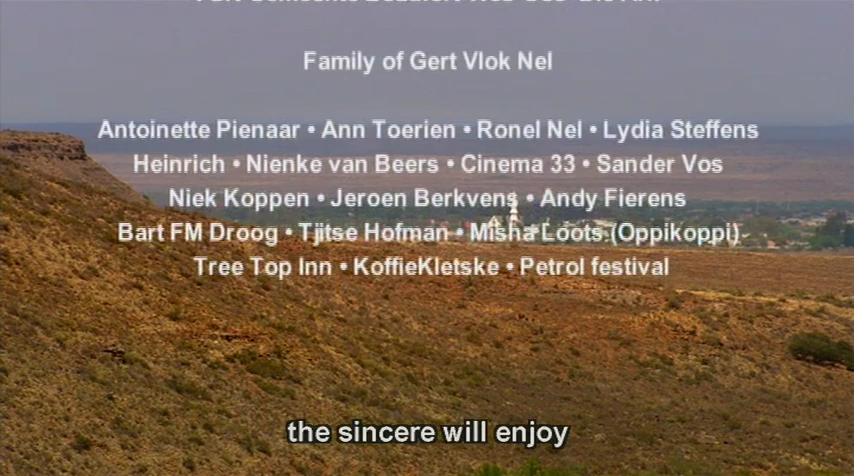 Family of Gert Vlok Nel
Antoinette Pienaar • Ann Toerien • Ronel Nel • Lydia Steffens
Heinrich • Nienke van Beers • Cinema 33 • Sander Vos
Niek Koppen • Jeroen Berkvens • Andy Fierens
Bart FM Droog • Tjitse Hofman • Misha Loots (Oppikoppi)
Tree Top Inn • KoffieKletske • Petrol festival
the sincere will enjoy